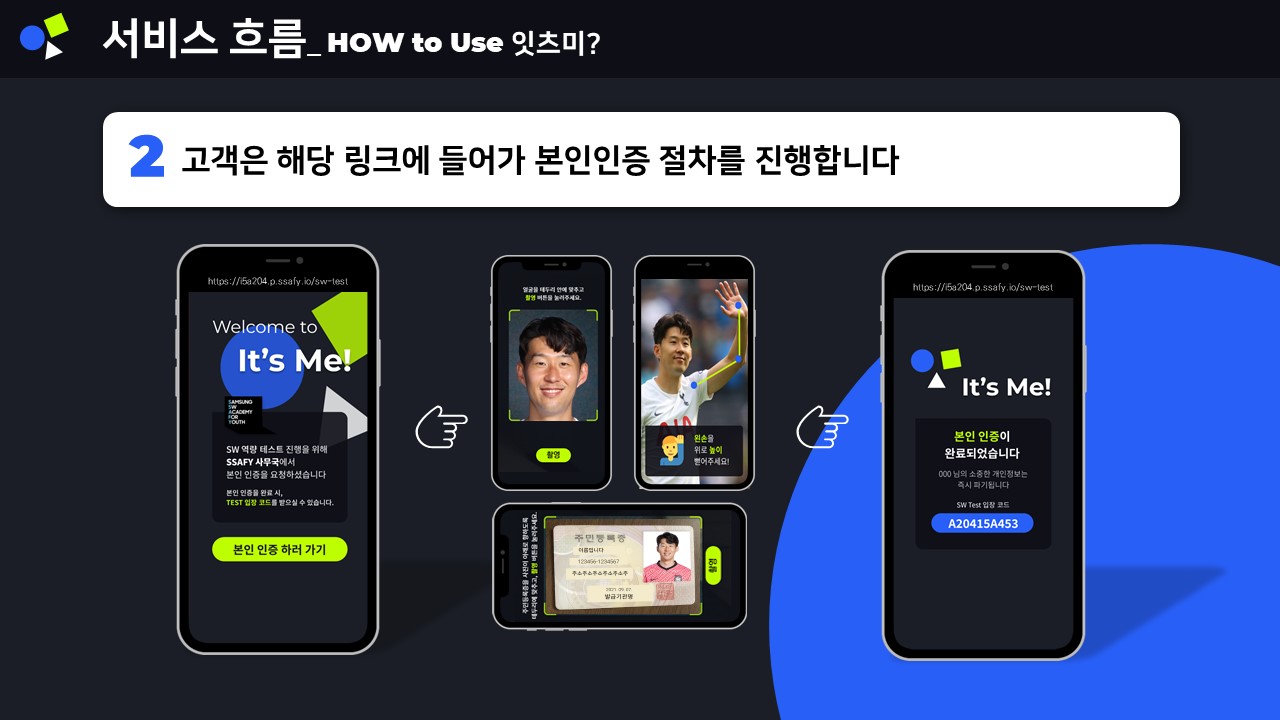 서비스 흐름_ HOW to Use 잇츠미?
2 고객은 해당 링크에 들어가 본인인증 절차를 진행합니다
https://i5a204.p.ssafy.io/sw-test
Welcome to
It's Me!
SAMSUNG
SW
ACADEMY
FOR
YOUTH
SW 역량 테스트 진행을 위해
SSAFY 사무국에서
본인 인증을 요청하셨습니다
본인 인증을 완료 시,
TEST 입장 코드를 받으실 수 있습니다.
본인 인증 하러 가기
얼굴을 테두리 안에 맞추고
촬영 버튼을 눌러주세요.
촬영
왼손을
위로 높이
뻗어주세요!
주민등록증을 사진이 아래로 향하도록
테두리에 맞추고, 촬영 버튼을 눌러주세요.
주민등록증
이름입니다
123456-1234567
주소주소주소주소주소주소
2021.09.07.
발급기관명
촬영
https://i5a204.p.ssafy.io/sw-test
It's Me!
본인 인증이
완료되었습니다
000 님의 소중한 개인정보는
즉시 파기됩니다
SW Test 입장 코드
A20415A453